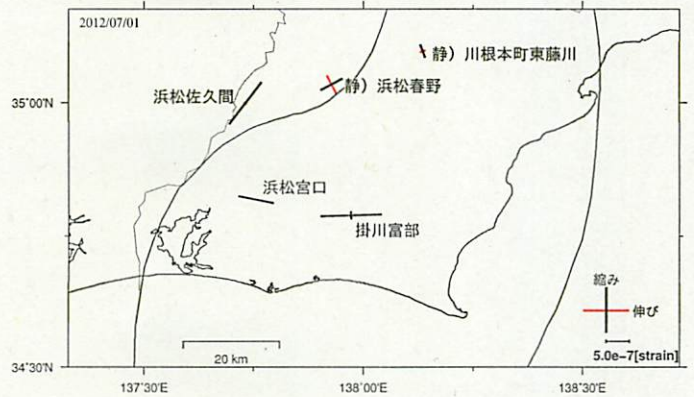 2012/07/01
静）川根本町東藤川
浜松佐久間
静）浜松春野
35°00'N
浜松宮口
掛川富部
縮み
伸び
20 km
5.0e-7[strain]
34°30'N
137°30'E
138°00'E
138°30'E